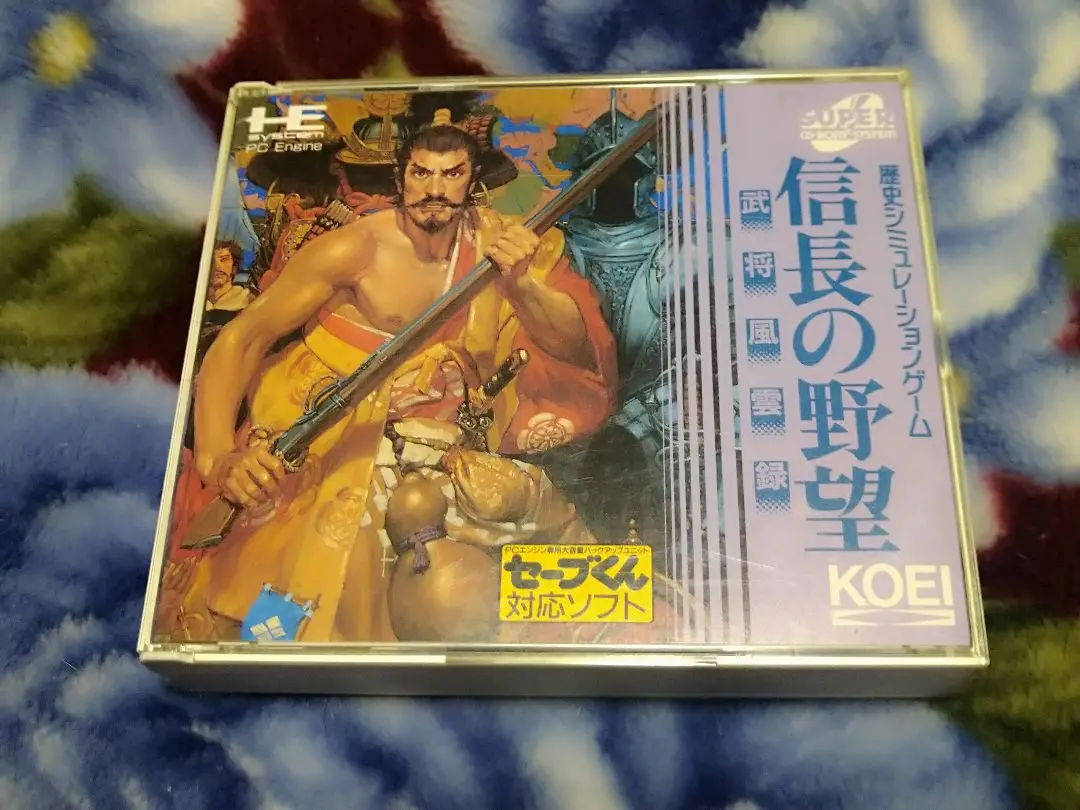 HE
system
PC Engine
SUPER
CD-ROM² SYSTEM
歴史シミュレーションゲーム
信長の野望
武将風雲録
PCエンジン専用大容量バックアップユニット
セーブくん
対応ソフト
KOEI